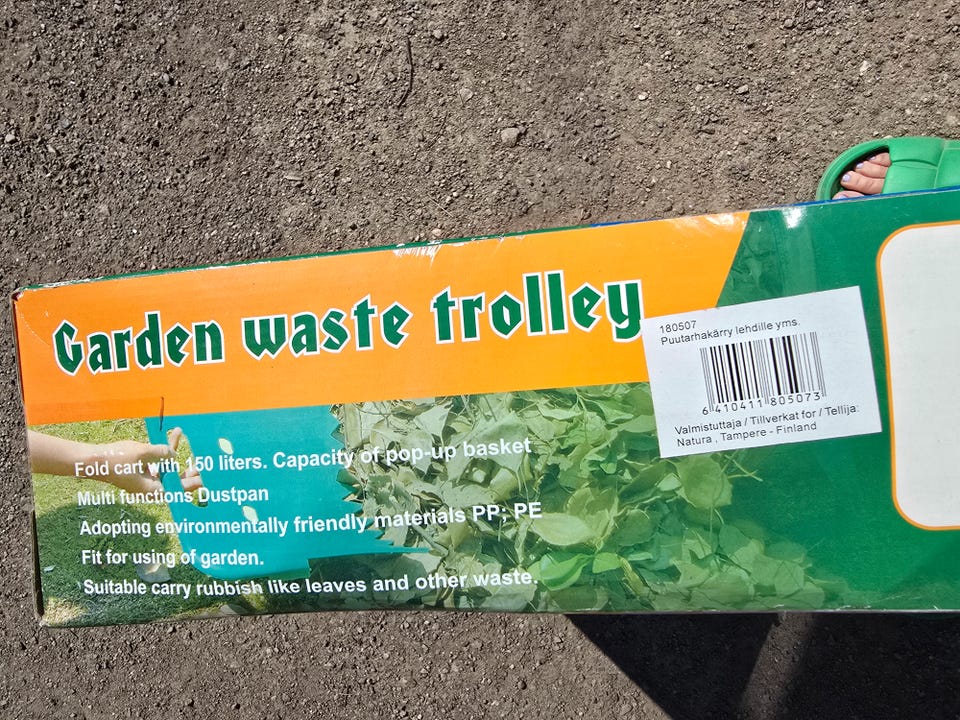 Garden waste trolley
Fold cart with 150 liters. Capacity of pop-up basket
Multi functions Dustpan
Adopting environmentally friendly materials PP; PE
Fit for using of garden.
Suitable carry rubbish like leaves and other waste.
180507
Puutarhakärry lehdille yms.
6 410411 805073
Valmistuttaja / Tillverkat for / Tellija:
Natura , Tampere - Finland